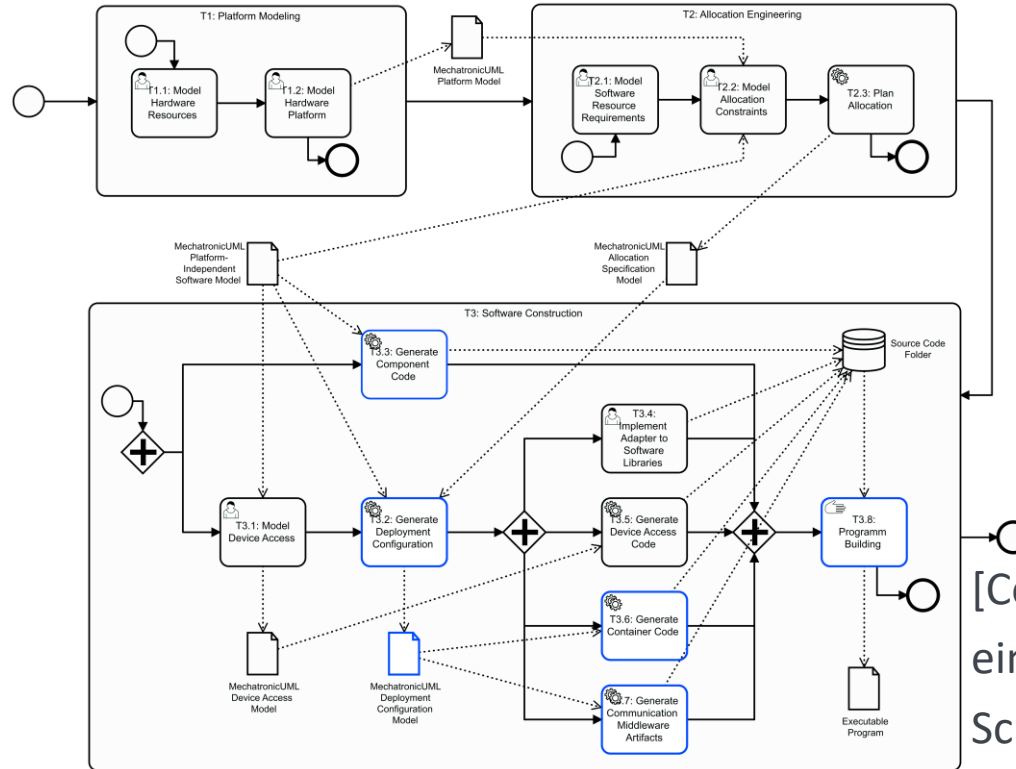 T1: Platform Modeling
T1.1: Model
Hardware
Resources
T1.2: Model
Hardware
Platform
MechatronicUML
Platform Model
T2: Allocation Engineering
T2.1: Model
Software
Resource
Requirements
T2.2: Model
Allocation
Constraints
T2.3: Plan
Allocation
MechatronicUML
Platform-
Independent
Software Model
MechatronicUML
Allocation
Specification
Model
T3: Software Construction
T3.3: Generate
Component
Code
Source Code
Folder
T3.4:
Implement
Adapter to
Software
Libraries
T3.1: Model
Device Access
T3.2: Generate
Deployment
Configuration
T3.5: Generate
Device Access
Code
T3.8:
Programm
Building
T3.6: Generate
Container Code
.7: Generate
Communication
Middleware
Artifacts
MechatronicUML
Device Access
Model
MechatronicUML
Deployment
Configuration
Model
Executable
Program
ein
Sc